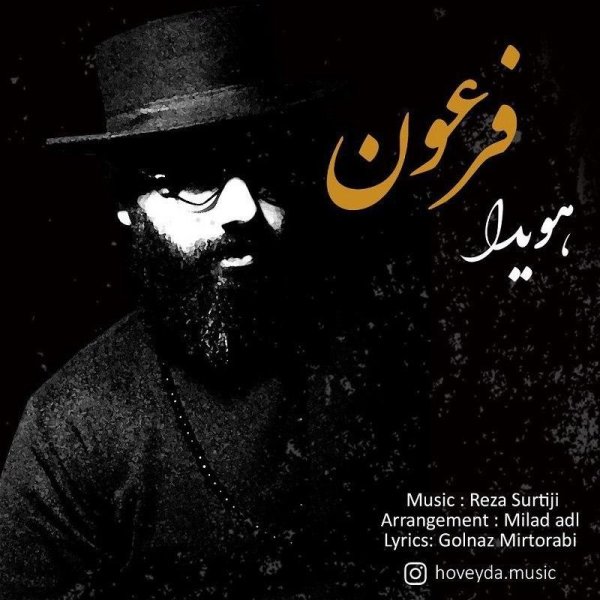 فرعون
هویدا
Music : Reza Surtiji
Arrangement : Milad adl
Lyrics: Golnaz Mirtorabi
hoveyda.music